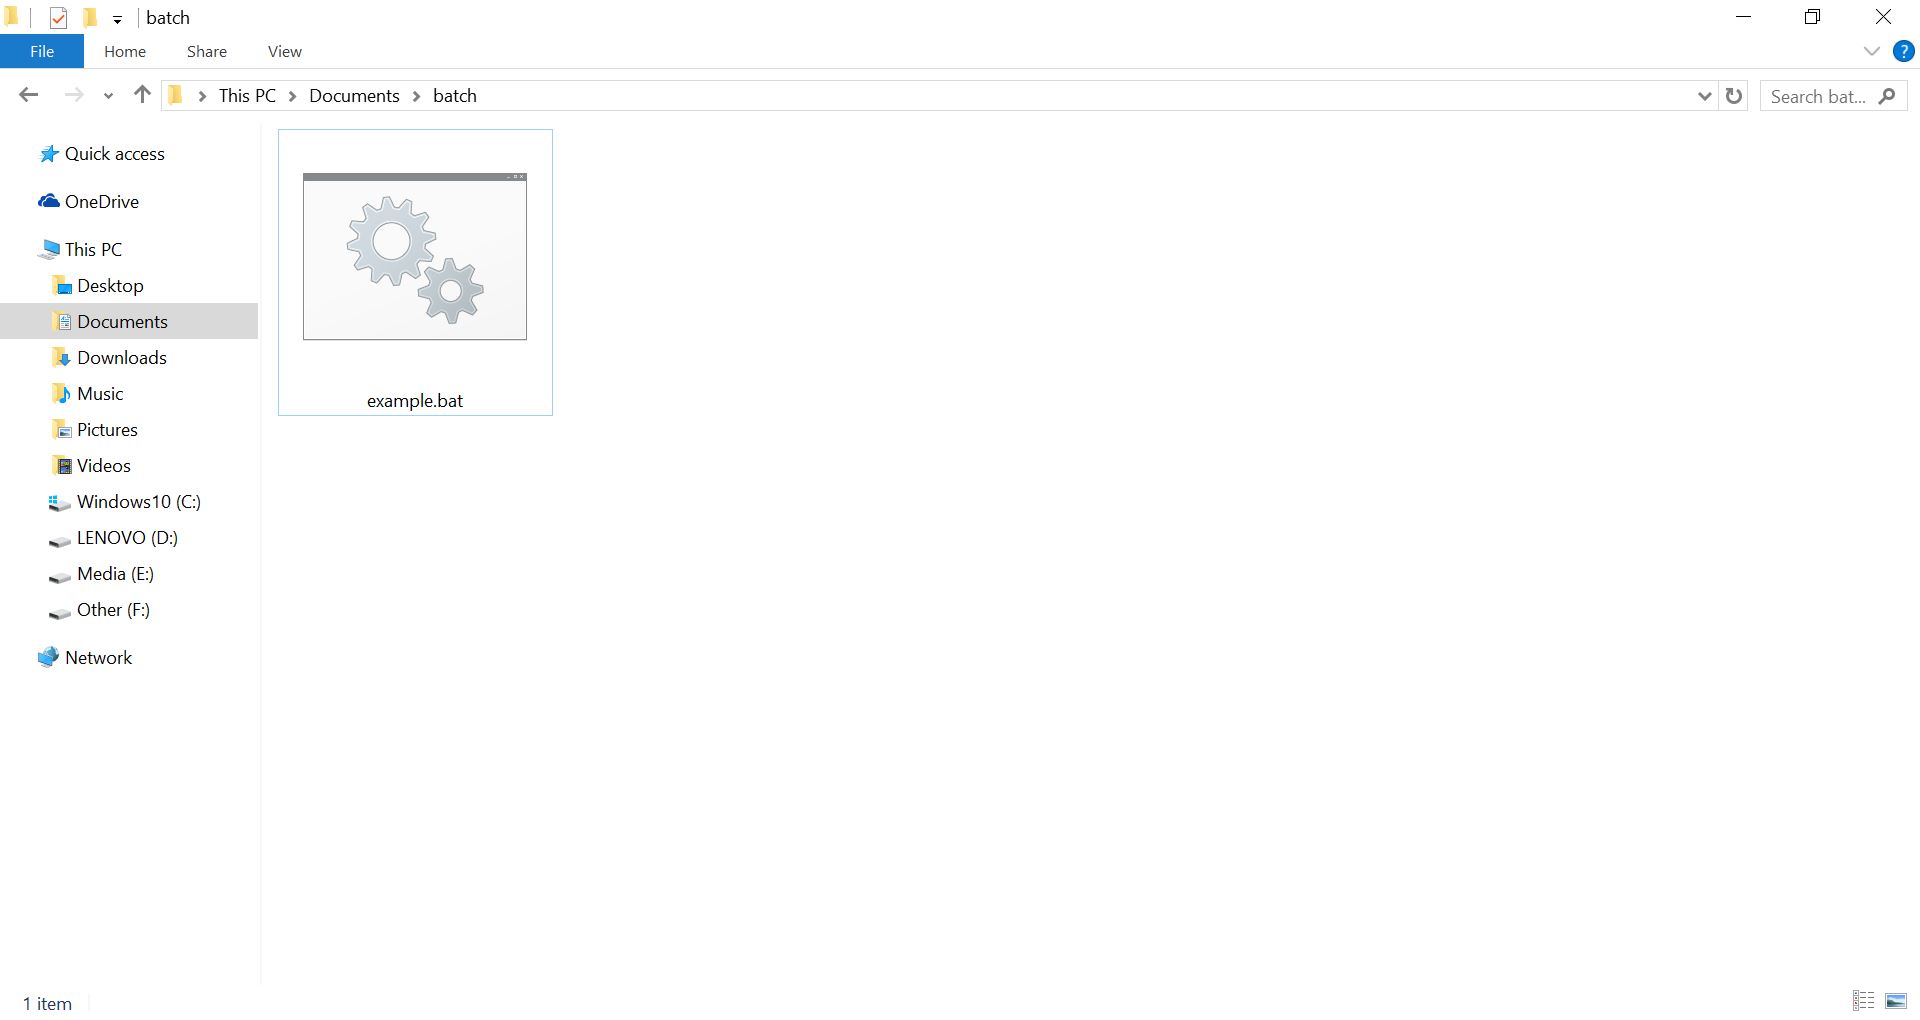 batch
File Home Share View
?
This PC Documents batch
Search bat...
Quick access
OneDrive
This PC
Desktop
Documents
Downloads
Music
Pictures
Videos
Windows10 (C:)
LENOVO (D:)
Media (E:)
Other (F:)
Network
example.bat
1 item